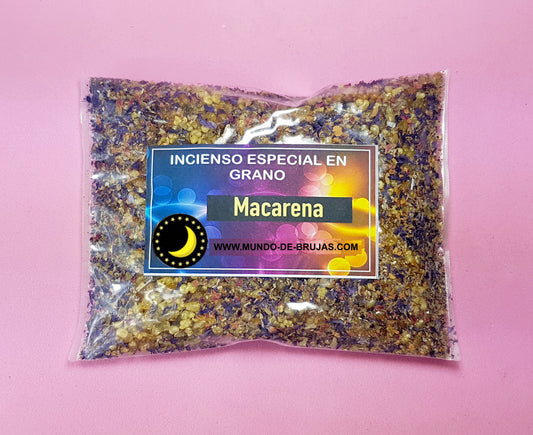 INCIENSO ESPECIAL EN
GRANO
Macarena
WWW.MUNDO-DE-BRUJAS.COM